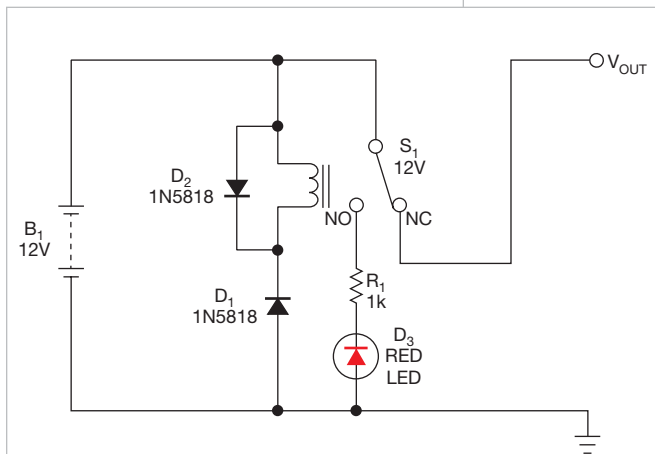 V_OUT
S1
12V
D2
1N5818
NO
NC
B1
12V
R1
1k
D1
1N5818
D3
RED
LED